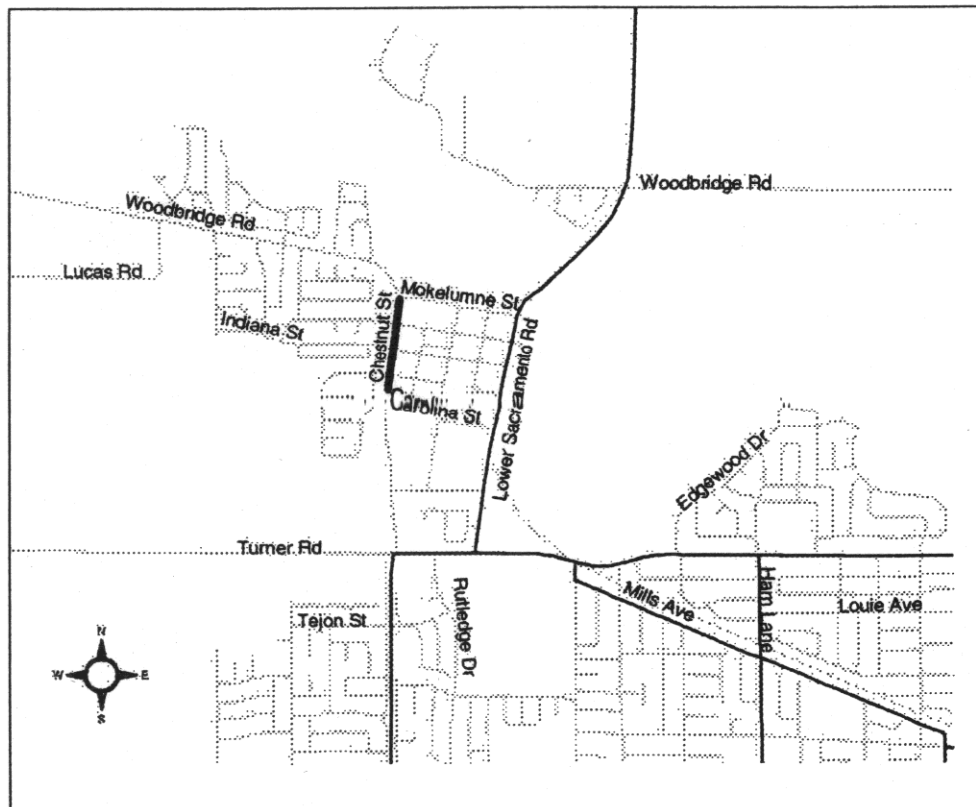 Woodbridge Rd
Woodbridge Rd
Lucas Rd
Mokelumne St
Chestnut St
Indiana St
Carolina St
Lower Sacramento Rd
Edgewood Dr
Turner Rd
Rutledge Dr
Mills Ave
Ham Lane
Louie Ave
Tejon St
N
W
E
S